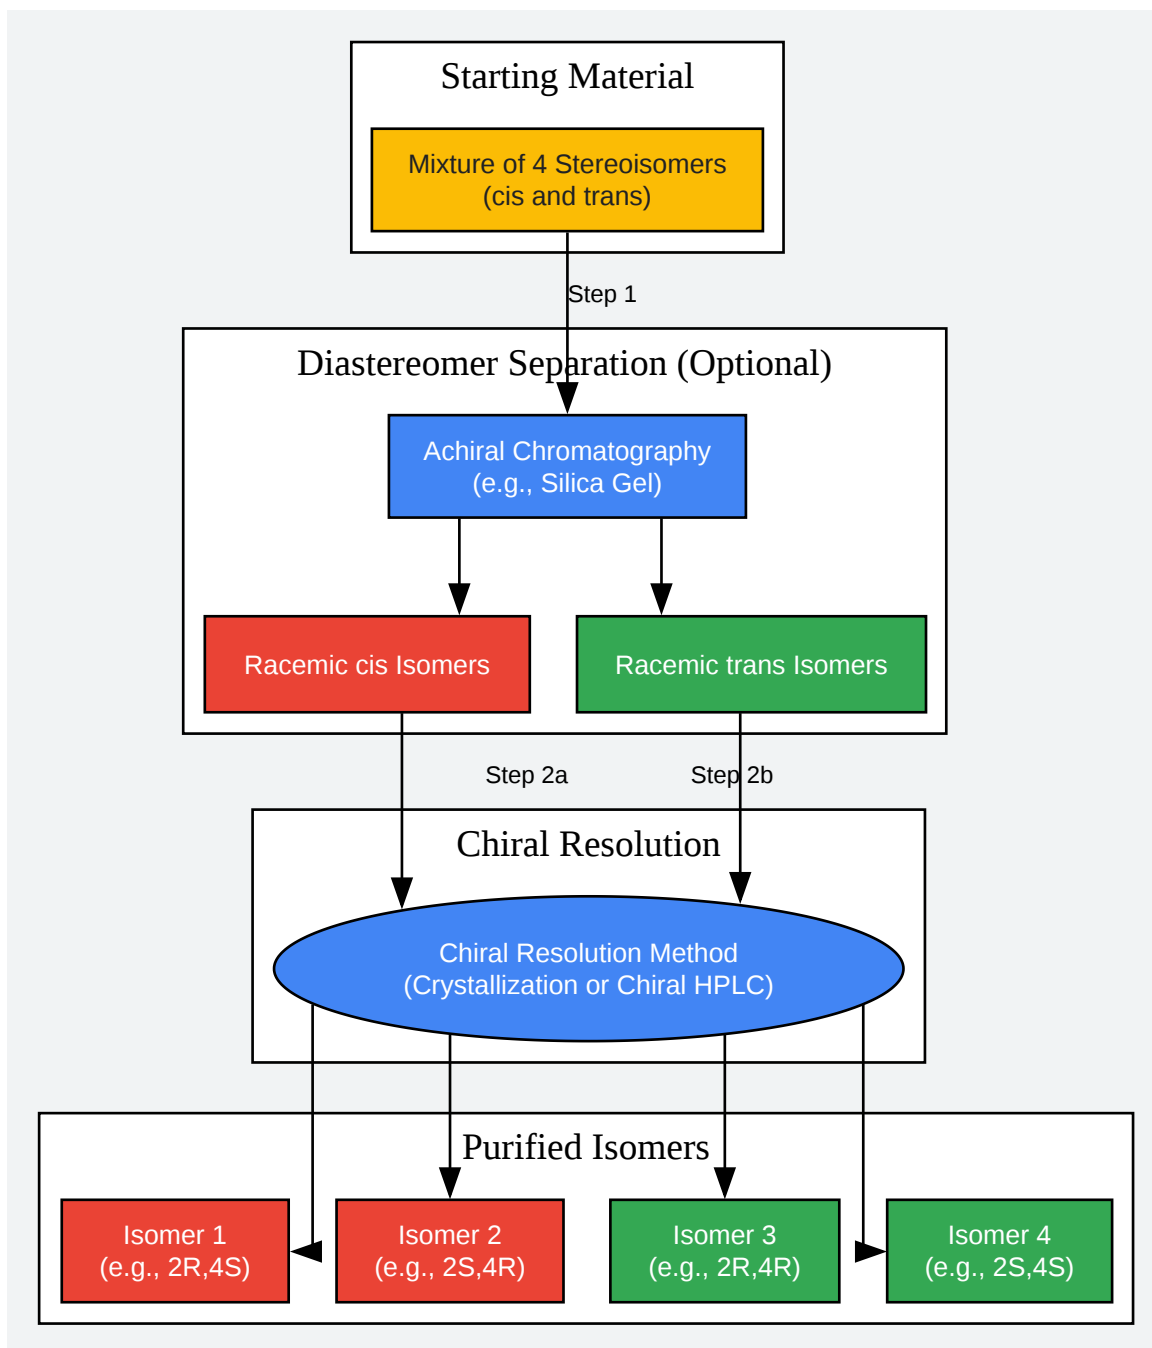 Starting Material
Mixture of 4 Stereoisomers
(cis and trans)
Step 1
Diastereomer Separation (Optional)
Achiral Chromatography
(e.g., Silica Gel)
Racemic cis Isomers
Racemic trans Isomers
Step 2a
Step 2b
Chiral Resolution
Chiral Resolution Method
(Crystallization or Chiral HPLC)
Purified Isomers
Isomer 1
(e.g., 2R,4S)
Isomer 2
(e.g., 2S,4R)
Isomer 3
(e.g., 2R,4R)
Isomer 4
(e.g., 2S,4S)